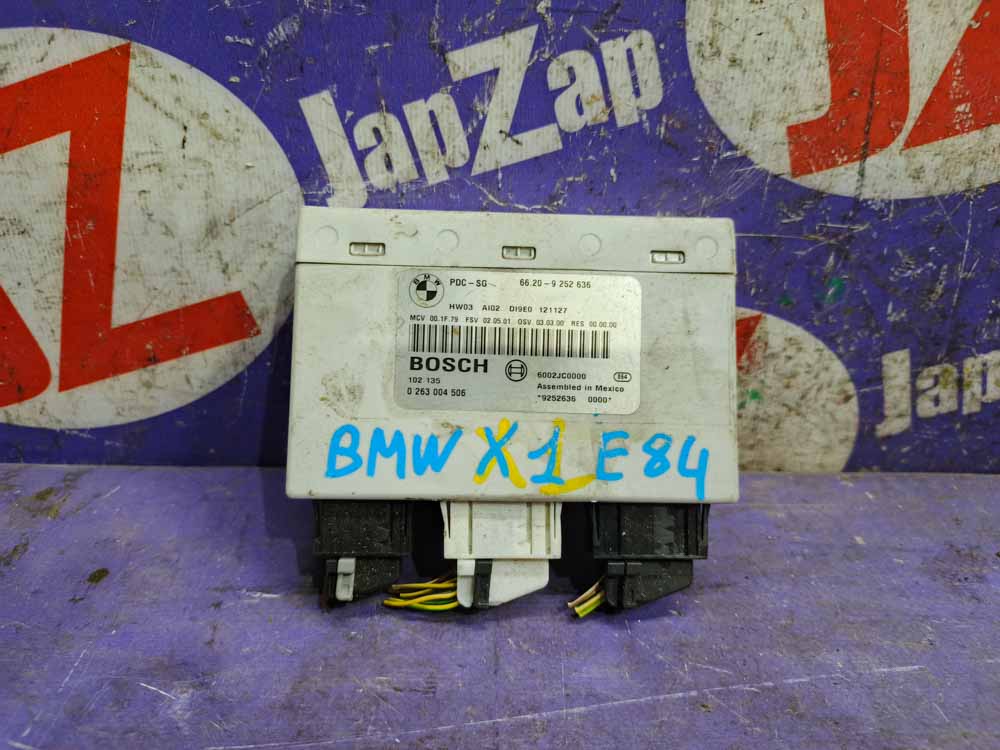 JapZap
JapZ
BMW
PDC-SG 66.20-9 252 636
HW03 AI02 DI9E0 121127
MCV 00.1F.79 FSV 02.05.01 OSV 03.03.00 RES 00.00.00
BOSCH 6002JC0000 E84
102 135 Assembled in Mexico
0 263 004 506 *9252636 0000*
BMW X1 E84